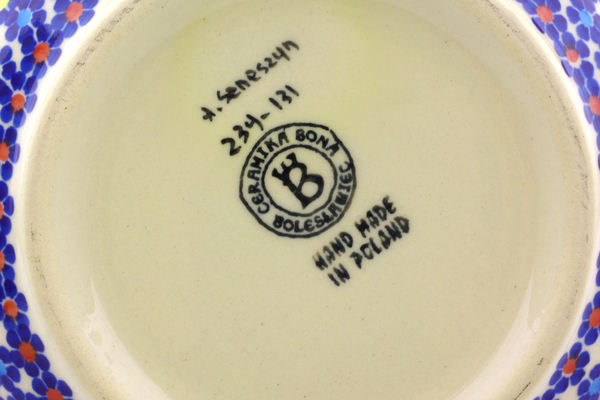 A. Seneszyn
234-131
CERAMIKA BONA
BOLESŁAWIEC
B
HAND MADE
IN POLAND